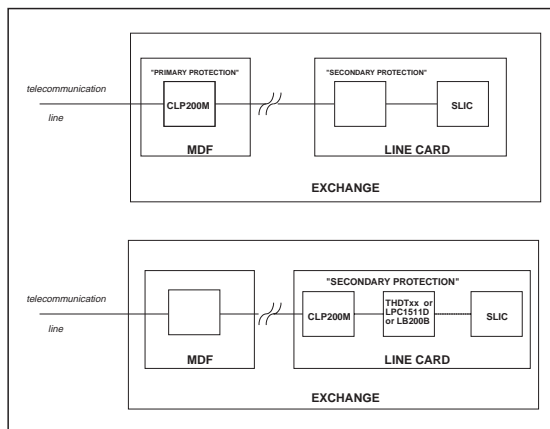 "PRIMARY PROTECTION"
"SECONDARY PROTECTION"
telecommunication
line
CLP200M
SLIC
MDF
LINE CARD
EXCHANGE
"SECONDARY PROTECTION"
telecommunication
line
CLP200M
THDTxx or
LPC1511D
or LB200B
SLIC
MDF
LINE CARD
EXCHANGE